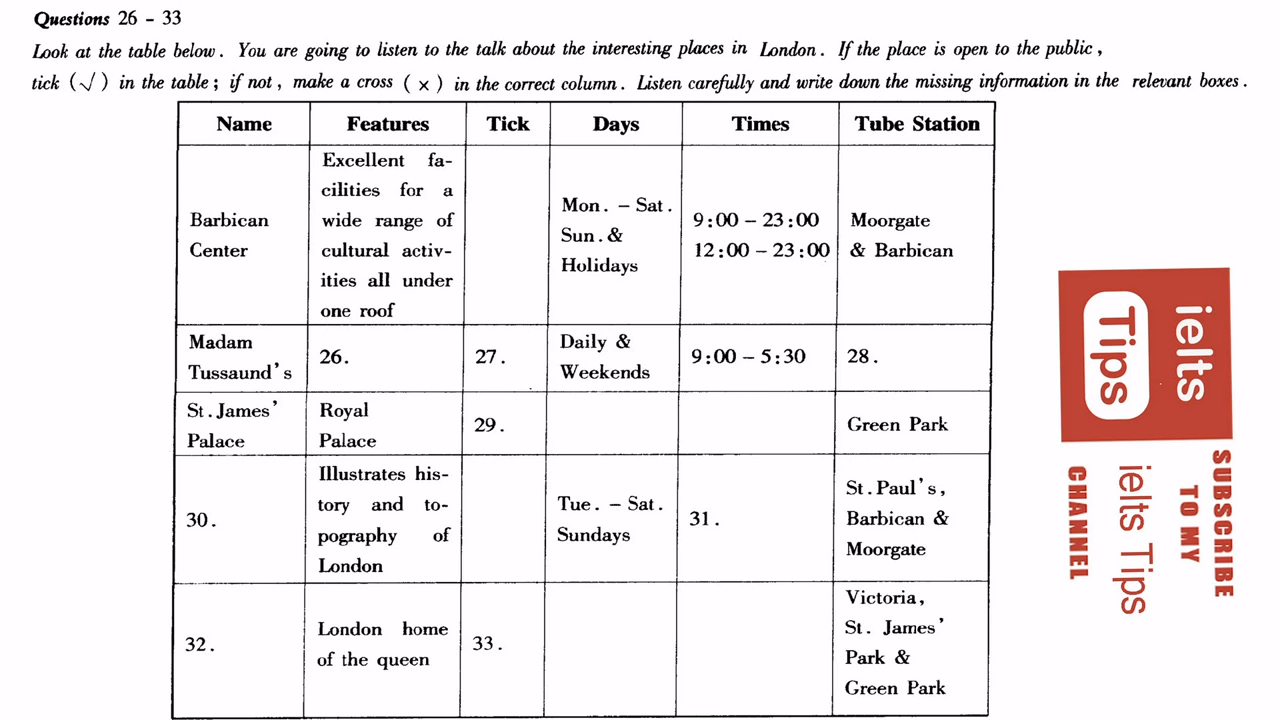 Questions 26 - 33
Look at the table below. You are going to listen to the talk about the interesting places in London. If the place is open to the public,
tick (√) in the table; if not, make a cross (×) in the correct column. Listen carefully and write down the missing information in the relevant boxes.
Name Features Tick Days Times Tube Station
Barbican
Center
Excellent fa-
cilities for a
wide range of
cultural activ-
ities all under
one roof
Mon. - Sat.
Sun. &
Holidays
9:00 - 23:00
12:00 - 23:00
Moorgate
& Barbican
Madam
Tussaund's
26.
27.
Daily &
Weekends
9:00 - 5:30
28.
St. James'
Palace
Royal
Palace
29.
Green Park
30.
Illustrates his-
tory and to-
pography of
London
Tue. - Sat.
Sundays
31.
St. Paul's,
Barbican &
Moorgate
32.
London home
of the queen
33.
Victoria,
St. James'
Park &
Green Park
ielts
Tips
SUBSCRIBE
TO MY
ielts Tips
CHANNEL